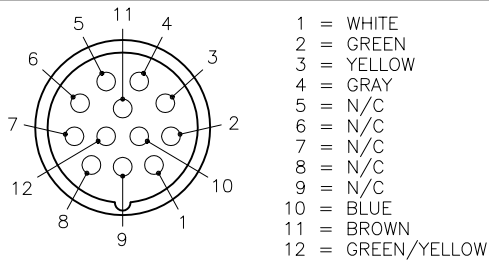 11
5
4
6
3
7
2
12
10
8
1
9
1 = WHITE
2 = GREEN
3 = YELLOW
4 = GRAY
5 = N/C
6 = N/C
7 = N/C
8 = N/C
9 = N/C
10 = BLUE
11 = BROWN
12 = GREEN/YELLOW